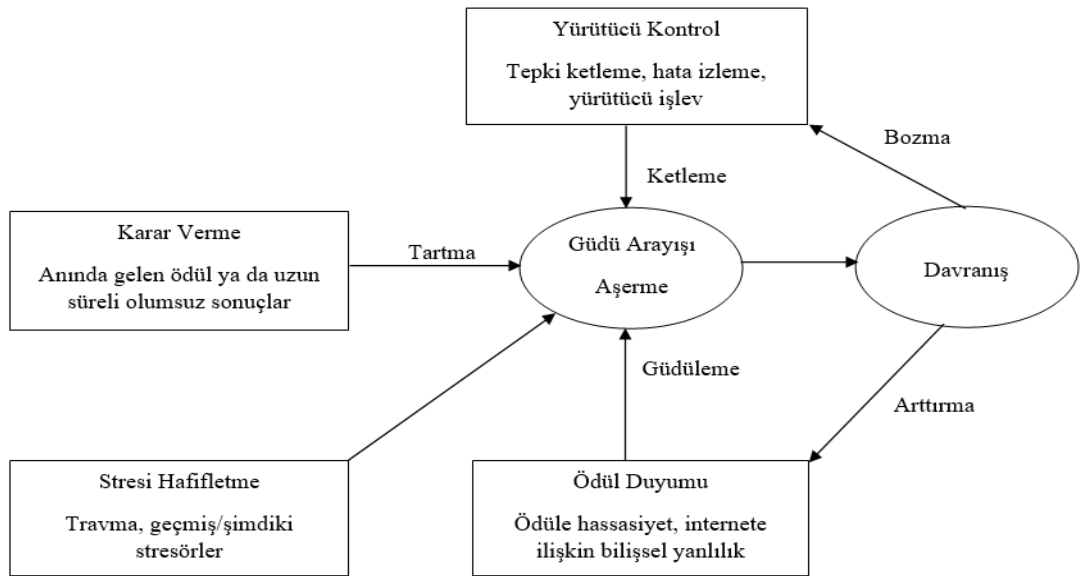 Yürütücü Kontrol
Tepki ketleme, hata izleme,
yürütücü işlev
Bozma
Ketleme
Karar Verme
Anında gelen ödül ya da uzun
süreli olumsuz sonuçlar
Tartma
Güdü Arayışı
Aşerme
Davranış
Güdüleme
Arttırma
Stresi Hafifletme
Travma, geçmiş/şimdiki
stresörler
Ödül Duyumu
Ödüle hassasiyet, internete
ilişkin bilişsel yanlılık